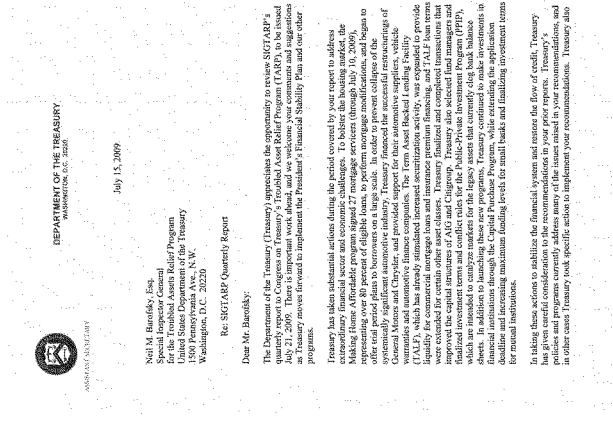 DEPARTMENT OF THE TREASURY
WASHINGTON, D.C. 20220
ASSISTANT SECRETARY
July 15, 2009
Neil M. Barofsky, Esq.
Special Inspector General
for the Troubled Assets Relief Program
United States Department of the Treasury
1500 Pennsylvania Ave., N.W.
Washington, D.C. 20220
Re: SIGTARP Quarterly Report
Dear Mr. Barofsky:
The Department of the Treasury (Treasury) appreciates the opportunity to review SIGTARP's
quarterly report to Congress on Treasury's Troubled Asset Relief Program (TARP), to be issued
July 21, 2009. There is important work ahead, and we welcome your comments and suggestions
as Treasury moves forward to implement the President's Financial Stability Plan and our other
programs.
Treasury has taken substantial actions during the period covered by your report to address
extraordinary financial sector and economic challenges. To bolster the housing market, the
Making Home Affordable program signed 27 mortgage servicers (through July 10, 2009),
representing over 80 percent of eligible loans, to perform mortgage modifications, and began to
offer trial period plans to borrowers on a large scale. In order to prevent collapse of the
systemically significant automotive industry, Treasury financed the successful restructurings of
General Motors and Chrysler, and provided support for their automotive suppliers, vehicle
warranties and automotive finance companies. The Term Asset Backed Lending Facility
(TALF), which has already stimulated increased securitization activity, was expanded to provide
liquidity for commercial mortgage loans and insurance premium financing, and TALF loan terms
were extended for certain other asset classes. Treasury finalized and completed transactions that
improved the capital structures of AIG and Citigroup. Treasury also selected fund managers and
finalized investment terms and conflict rules for the Public-Private Investment Program (PPIP),
which are intended to catalyze markets for the legacy assets that currently clog bank balance
sheets. In addition to launching these new programs, Treasury continued to make investments in
financial institutions through the Capital Purchase Program, while extending the application
deadline and increasing maximum funding levels for small banks and finalizing investment terms
for mutual institutions.
In taking these actions to stabilize the financial system and restore the flow of credit, Treasury
has given careful consideration to the recommendations in your prior reports. Treasury's
policies and programs currently address many of the issues raised in your recommendations, and
in other cases Treasury took specific action to implement your recommendations. Treasury also